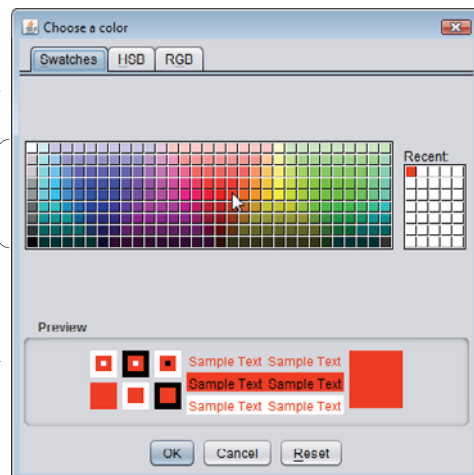 Choose a color
Swatches HSB RGB
Recent:
Preview
Sample Text Sample Text
Sample Text Sample Text
Sample Text Sample Text
OK Cancel Reset